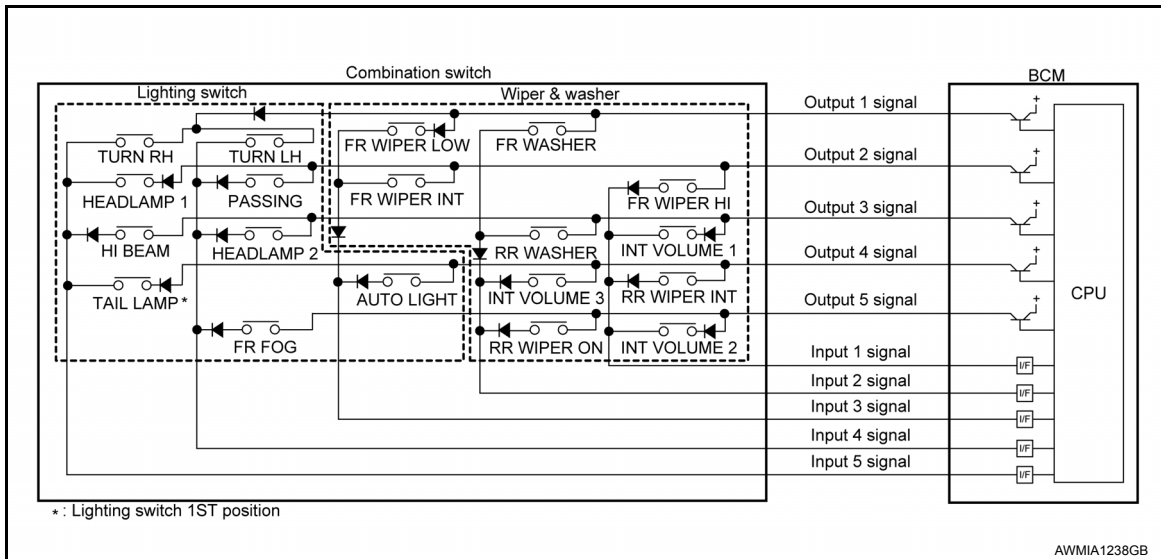 Combination switch
BCM
Lighting switch
Wiper & washer
Output 1 signal
+
TURN RH
TURN LH
FR WIPER LOW
FR WASHER
Output 2 signal
+
HEADLAMP 1
PASSING
FR WIPER INT
FR WIPER HI
Output 3 signal
+
HI BEAM
HEADLAMP 2
RR WASHER
INT VOLUME 1
Output 4 signal
+
TAIL LAMP*
AUTO LIGHT
INT VOLUME 3
RR WIPER INT
CPU
Output 5 signal
+
FR FOG
RR WIPER ON
INT VOLUME 2
Input 1 signal
I/F
Input 2 signal
I/F
Input 3 signal
I/F
Input 4 signal
I/F
Input 5 signal
I/F
* : Lighting switch 1ST position
AWMIA1238GB